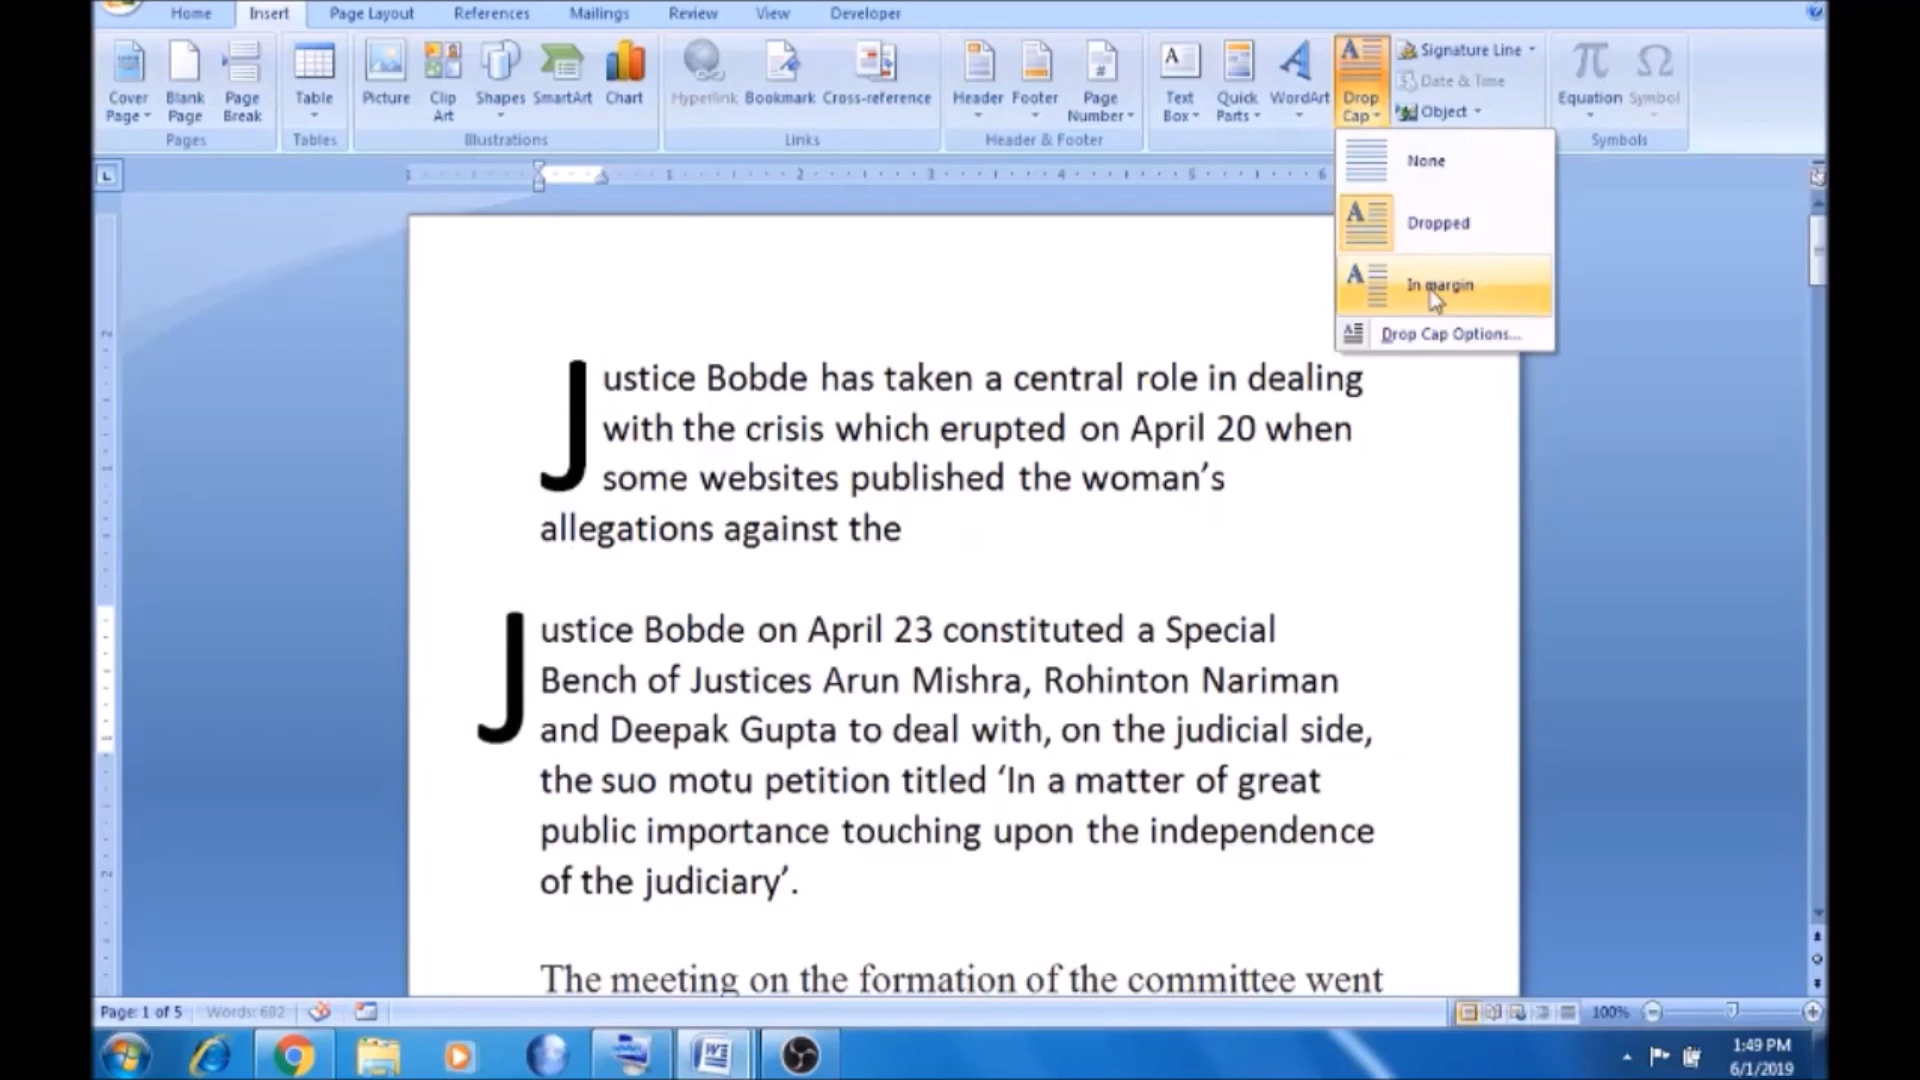 Home Insert Page Layout References Mailings Review View Developer
Cover Page Blank Page Page Break Table Picture Clip Art Shapes SmartArt Chart Hyperlink Bookmark Cross-reference Header Footer Page Number Text Box Quick Parts WordArt Drop Cap Signature Line Date & Time Object Equation Symbol
Pages Tables Illustrations Links Header & Footer Symbols
None
Dropped
In margin
Drop Cap Options...
Justice Bobde has taken a central role in dealing
with the crisis which erupted on April 20 when
some websites published the woman’s
allegations against the
Justice Bobde on April 23 constituted a Special
Bench of Justices Arun Mishra, Rohinton Nariman
and Deepak Gupta to deal with, on the judicial side,
the suo motu petition titled ‘In a matter of great
public importance touching upon the independence
of the judiciary’.
The meeting on the formation of the committee went
Page: 1 of 5 Words: 682 100%
1:49 PM
6/1/2019